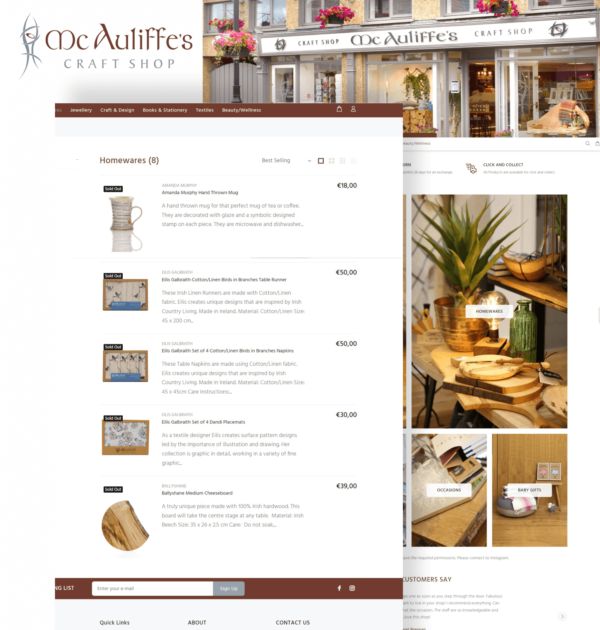 Mc Auliffe's
CRAFT SHOP
CRAFT SHOP Mc Auliffe's CRAFT SHOP
Jewellery Craft & Design Books & Stationery Textiles Beauty/Wellness
Beauty/Wellness
CLICK AND COLLECT
Homewares (8)
Best Selling
Sold Out
AMANDA MURPHY
Amanda Murphy Hand Thrown Mug
€18,00
A hand thrown mug for that perfect mug of tea or coffee.
They are decorated with glaze and a symbolic designed
stamp on each piece. They are microwave and dishwasher...
Sold Out
EILIS GALBRAITH
Eilis Galbraith Cotton/Linen Birds in Branches Table Runner
€50,00
These Irish Linen Runners are made with Cotton/Linen
fabric. Eilis creates unique designs that are inspired by Irish
Country Living. Made in Ireland. Material: Cotton/Linen Size:
45 x 200 cm...
Sold Out
EILIS GALBRAITH
Eilis Galbraith Set of 4 Cotton/Linen Birds in Branches Napkins
€50,00
These Table Napkins are made using Cotton/Linen fabric.
Eilis creates unique designs that are inspired by Irish
Country Living. Made in Ireland. Material: Cotton/Linen Size:
45 x 45cm Care Instructions...
Sold Out
EILIS GALBRAITH
Eilis Galbraith Set of 4 Dandi Placemats
€30,00
As a textile designer Eilis creates surface pattern designs
led by the importance of illustration and drawing. Her
collection is graphic in detail, working in a variety of fine
graphic...
Sold Out
BALLYSHANE
Ballyshane Medium Cheeseboard
€39,00
A truly unique piece made with 100% Irish hardwood. This
board will take the centre stage at any table. Material: Irish
Beech Size: 35 x 26 x 2.5 cm Care: Do not soak,...
HOMEWARES
OCCASIONS
BABY GIFTS
CUSTOMERS SAY
NG LIST
Enter your e-mail
Sign Up
Quick Links
ABOUT
CONTACT US